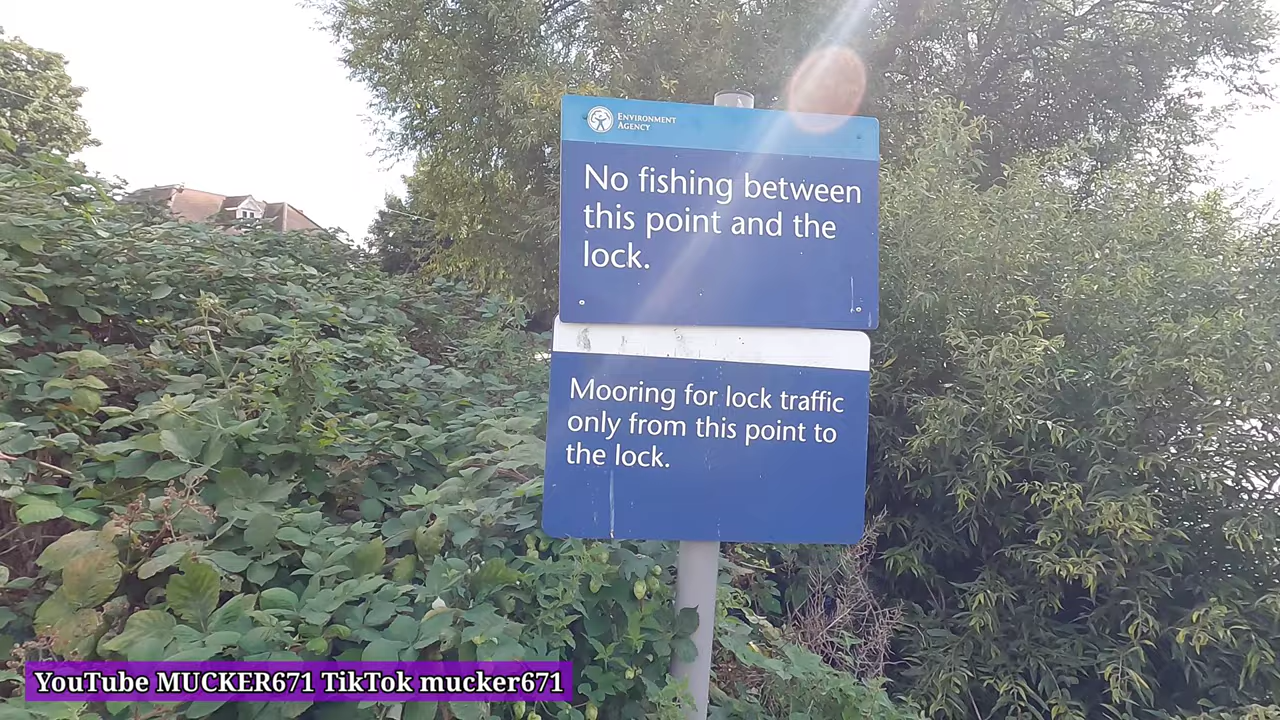 ENVIRONMENT
AGENCY
No fishing between
this point and the
lock.
Mooring for lock traffic
only from this point to
the lock.
YouTube MUCKER671 TikTok mucker671